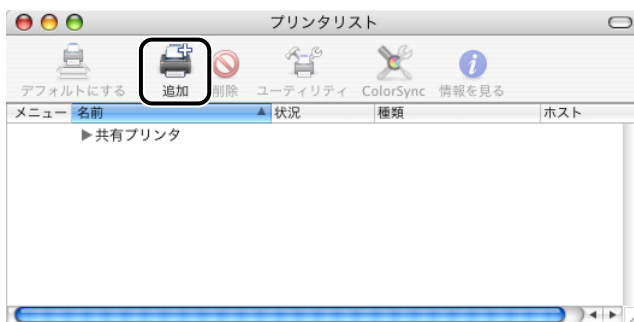 プリンタリスト
デフォルトにする 追加 削除 ユーティリティ ColorSync 情報を見る
メニュー 名前 状況 種類 ホスト
共有プリンタ